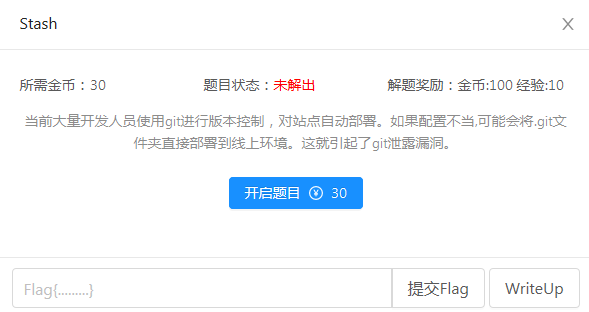 Stash
所需金币：30 题目状态：未解出 解题奖励：金币:100 经验:10
当前大量开发人员使用git进行版本控制，对站点自动部署。如果配置不当,可能会将.git文
件夹直接部署到线上环境。这就引起了git泄露漏洞。
开启题目 ¥ 30
Flag{.........} 提交Flag WriteUp